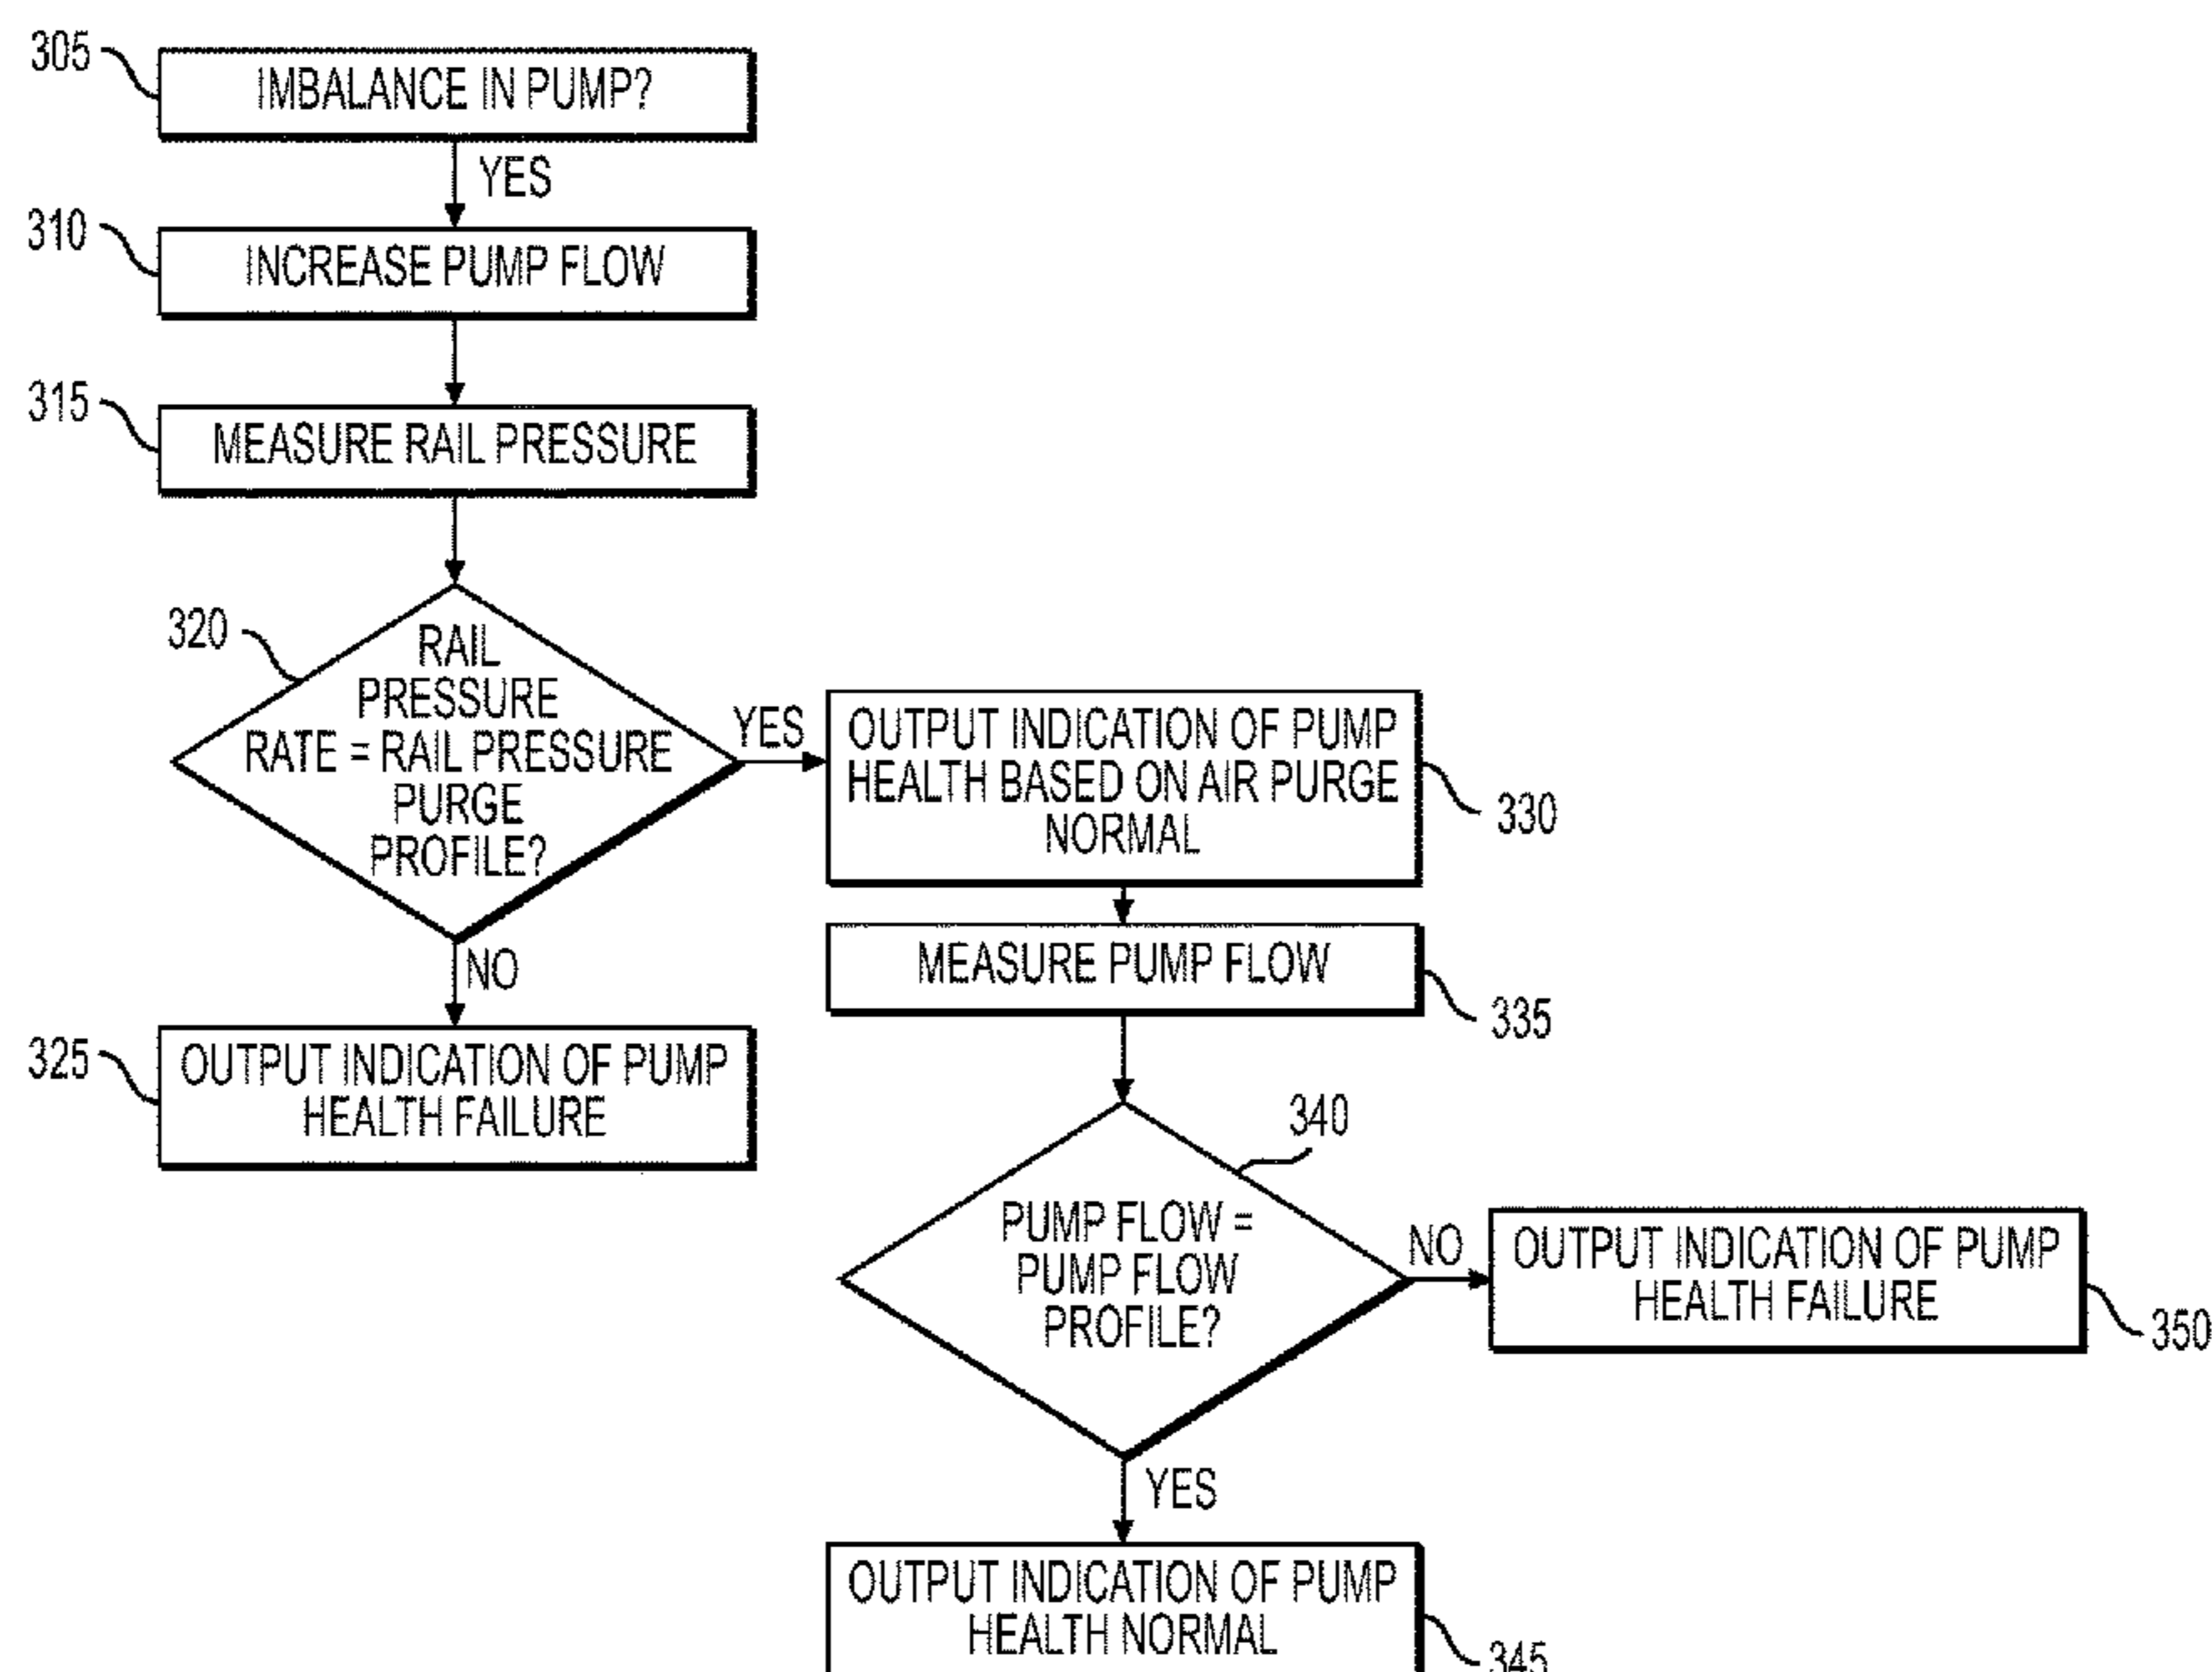 305
IMBALANCE IN PUMP?
YES
310
INCREASE PUMP FLOW
315
MEASURE RAIL PRESSURE
320
RAIL
PRESSURE
RATE = RAIL PRESSURE
PURGE
PROFILE?
YES
NO
325
OUTPUT INDICATION OF PUMP
HEALTH FAILURE
OUTPUT INDICATION OF PUMP
HEALTH BASED ON AIR PURGE
NORMAL
330
MEASURE PUMP FLOW
335
340
PUMP FLOW =
PUMP FLOW
PROFILE?
NO
OUTPUT INDICATION OF PUMP
HEALTH FAILURE
350
YES
OUTPUT INDICATION OF PUMP
HEALTH NORMAL
345